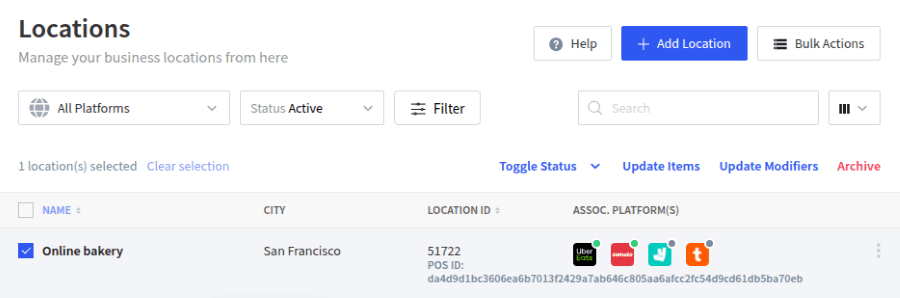 Locations
Manage your business locations from here
? Help
+ Add Location
Bulk Actions
All Platforms
Status Active
Filter
Search
1 location(s) selected Clear selection
Toggle Status
Update Items
Update Modifiers
Archive
NAME
CITY
LOCATION ID
ASSOC. PLATFORM(S)
Online bakery
San Francisco
51722
POS ID:
da4d9d1bc3606ea6b7013f2429a7ab646c805aa6afcc2fc54d9cd61db5ba70eb
Uber
Eats
zomato
t